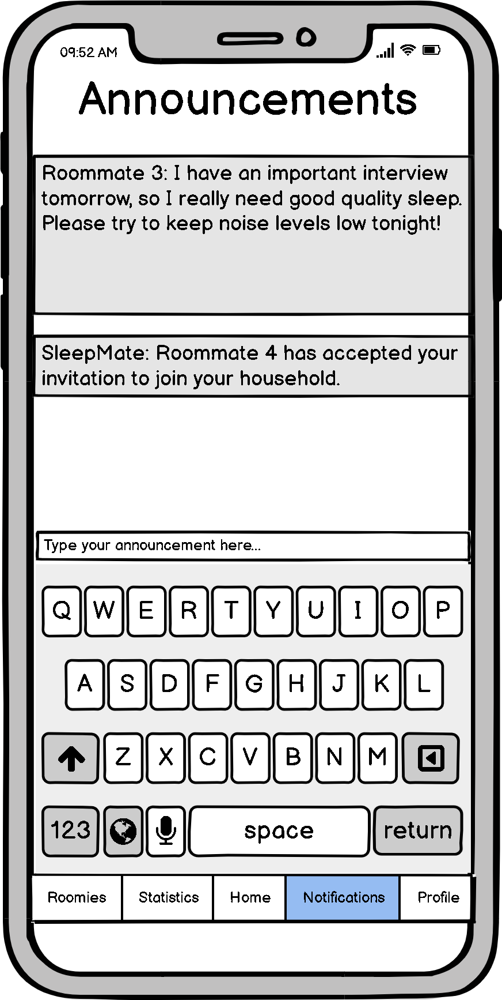 09:52 AM
Announcements
Roommate 3: I have an important interview
tomorrow, so I really need good quality sleep.
Please try to keep noise levels low tonight!
SleepMate: Roommate 4 has accepted your
invitation to join your household.
Type your announcement here...
Q W E R T Y U I O P
A S D F G H J K L
Z X C V B N M
123 space return
Roomies Statistics Home Notifications Profile